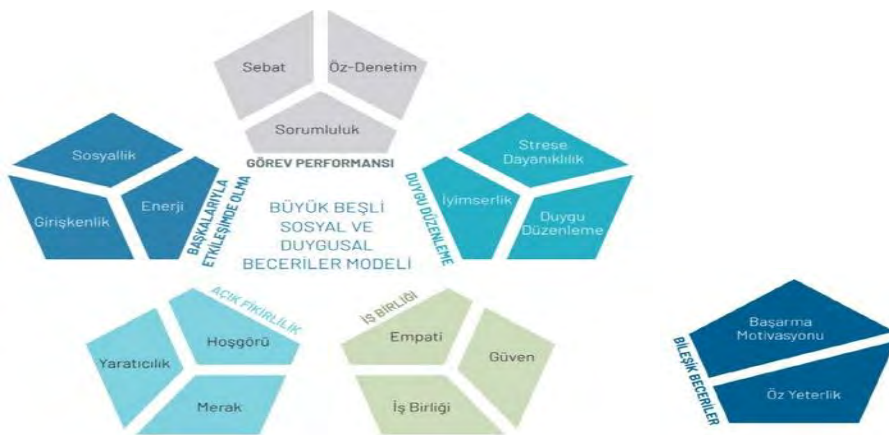 Sebat
Öz-Denetim
Sorumluluk
GÖREV PERFORMANSI
Sosyallik
Girişkenlik
Enerji
BAŞKALARIYLA
ETKİLEŞİMDE OLMA
BÜYÜK BEŞLİ
SOSYAL VE
DUYGUSAL
BECERİLER MODELİ
DUYGU DÜZENLEME
Strese
Dayanıklılık
İyimserlik
Duygu
Düzenleme
AÇIK FİKİRLİLİK
Yaratıcılık
Hoşgörü
Merak
İŞ BİRLİĞİ
Empati
Güven
İş Birliği
BİLEŞİK BECERİLER
Başarma
Motivasyonu
Öz Yeterlik